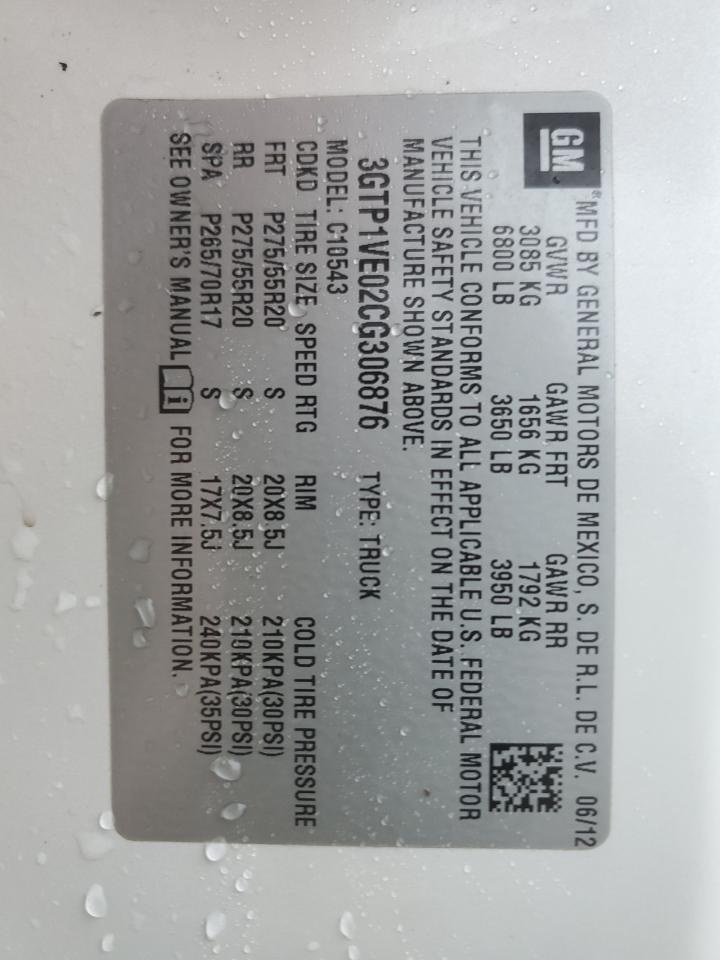 GM
® MFD BY GENERAL MOTORS DE MEXICO, S. DE R.L. DE C.V. 06/12
GVWR GAWR FRT GAWR RR
3085 KG 1656 KG 1792 KG
6800 LB 3650 LB 3950 LB
THIS VEHICLE CONFORMS TO ALL APPLICABLE U.S. FEDERAL MOTOR
VEHICLE SAFETY STANDARDS IN EFFECT ON THE DATE OF
MANUFACTURE SHOWN ABOVE.
3GTP1VE02CG306876 TYPE: TRUCK
MODEL: C10543
CDKD TIRE SIZE SPEED RTG RIM COLD TIRE PRESSURE
FRT P275/55R20 S 20X8.5J 210KPA(30PSI)
RR P275/55R20 S 20X8.5J 210KPA(30PSI)
SPA P265/70R17 S 17X7.5J 240KPA(35PSI)
SEE OWNER'S MANUAL i FOR MORE INFORMATION.